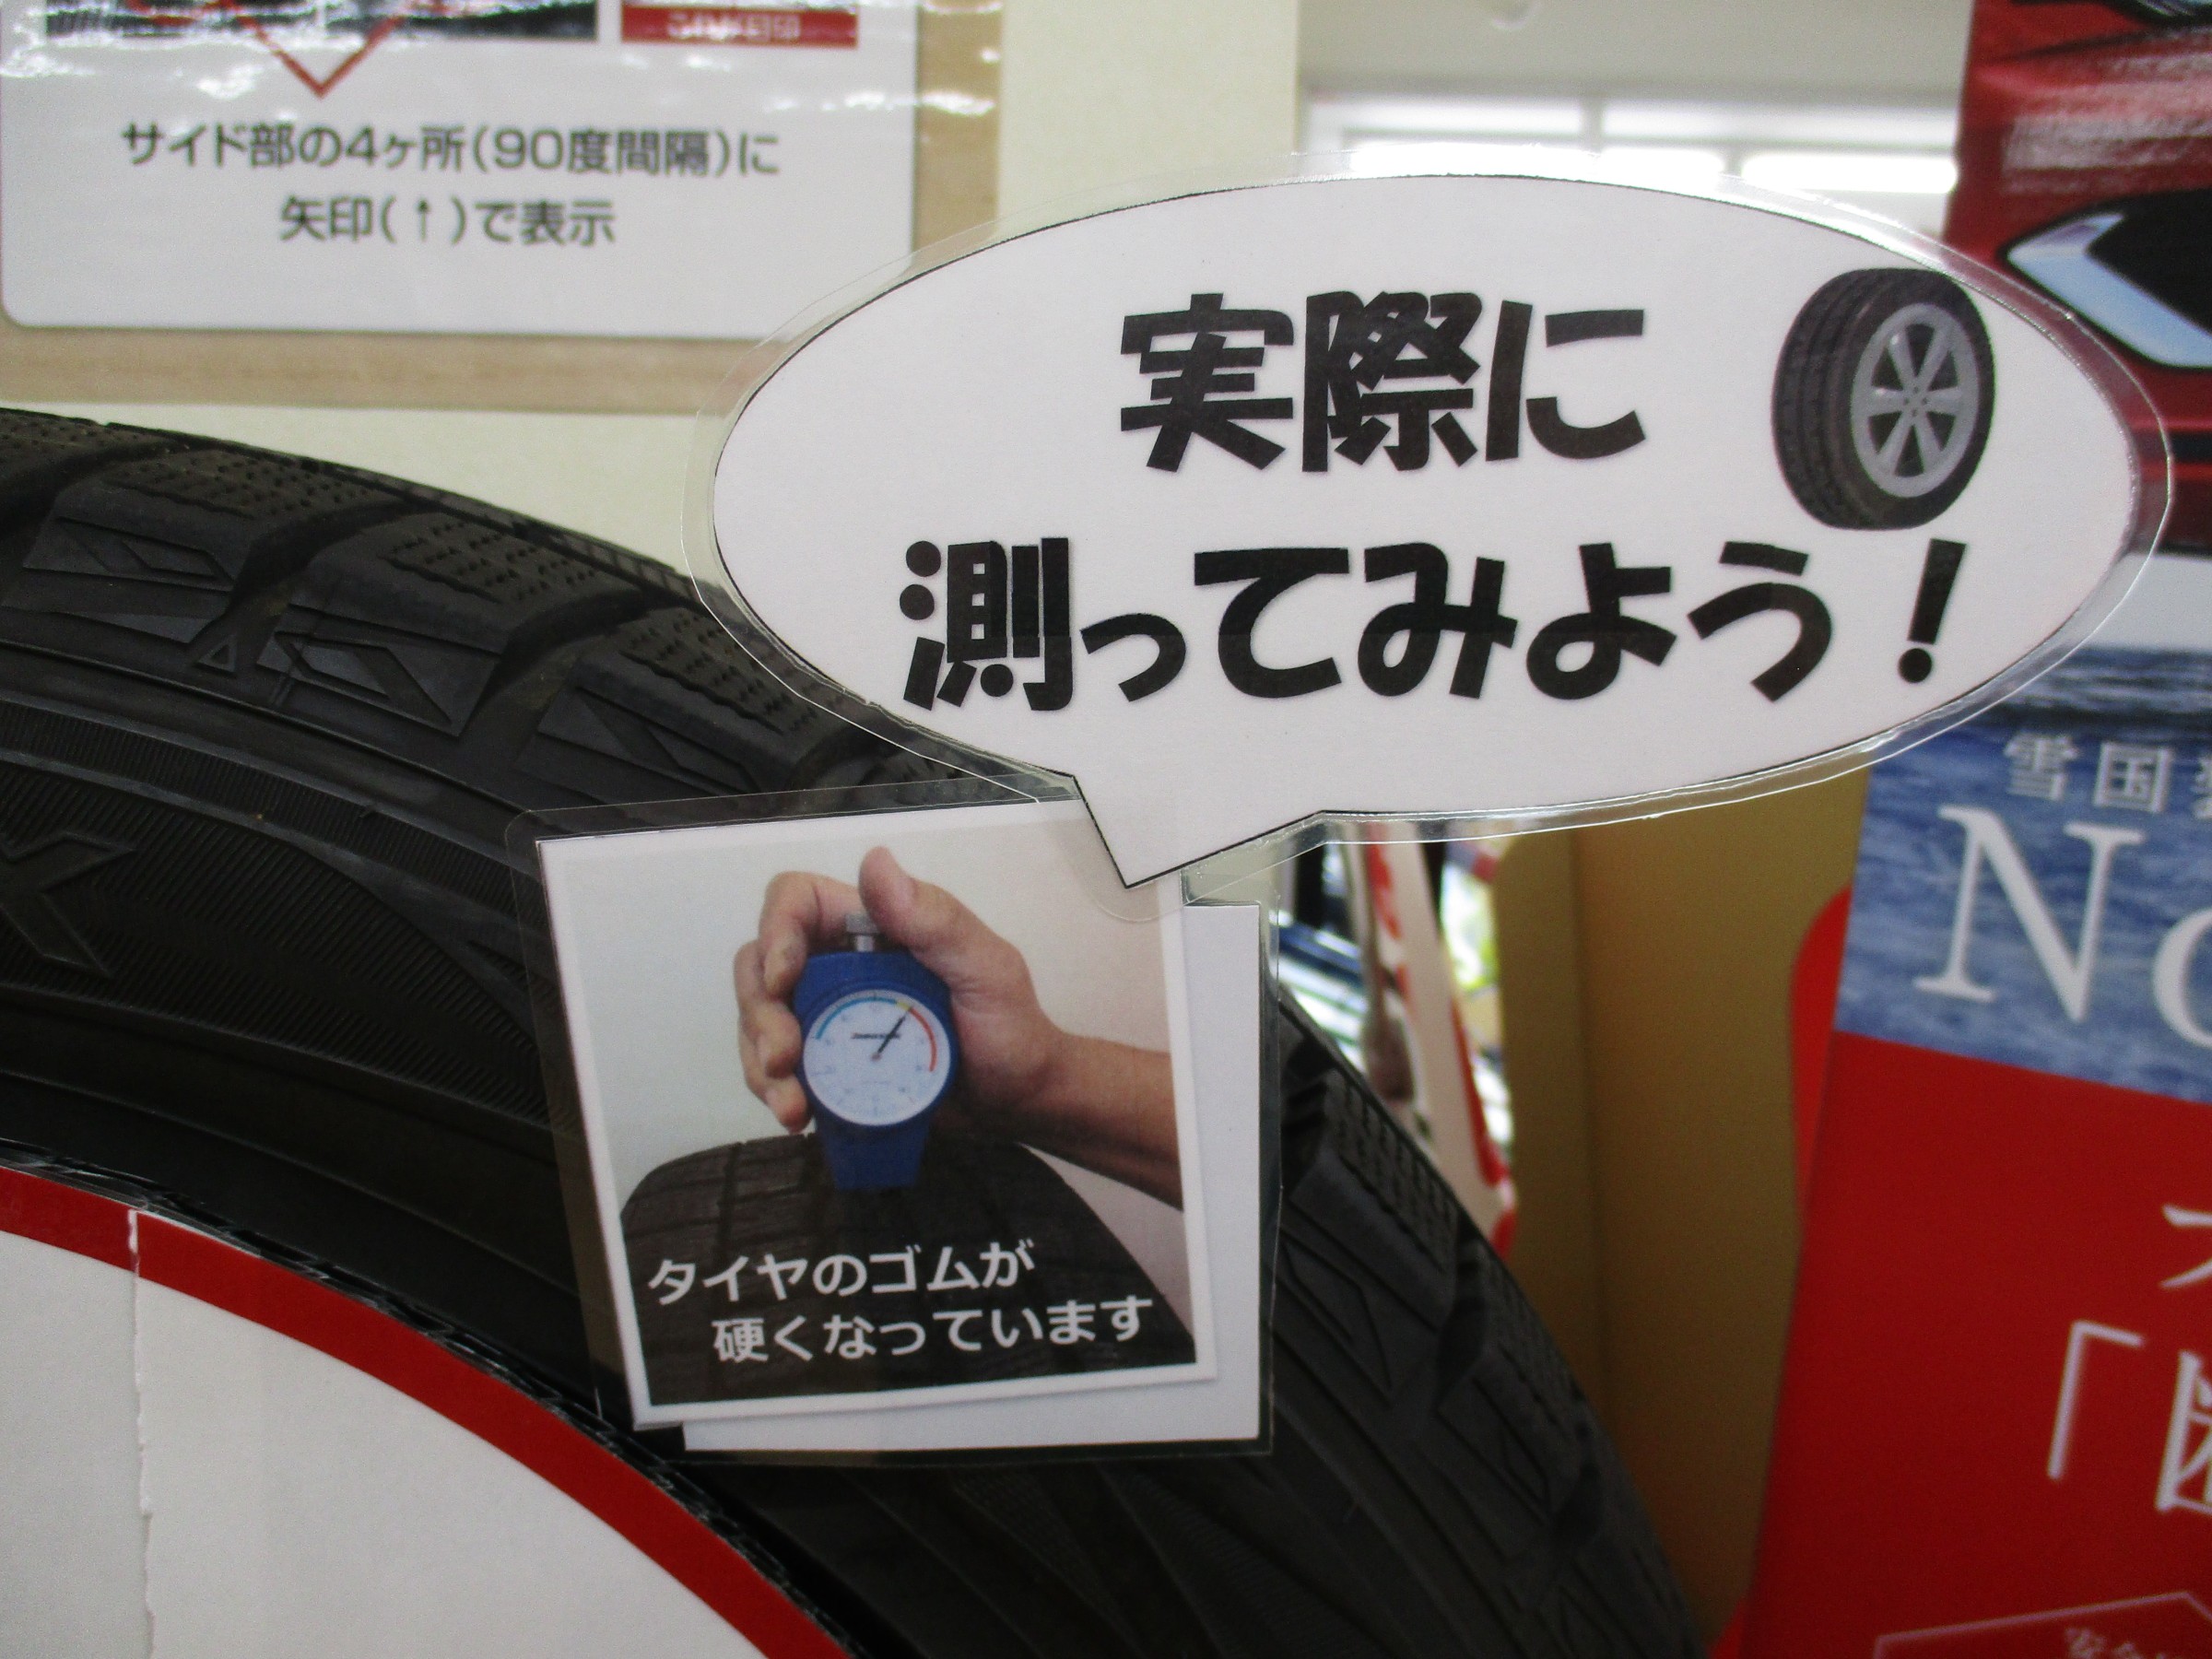 サイド部の4ヶ所(90度間隔)に
矢印(↑)で表示
実際に
測ってみよう!
タイヤのゴムが
硬くなっています
雪国
No
「